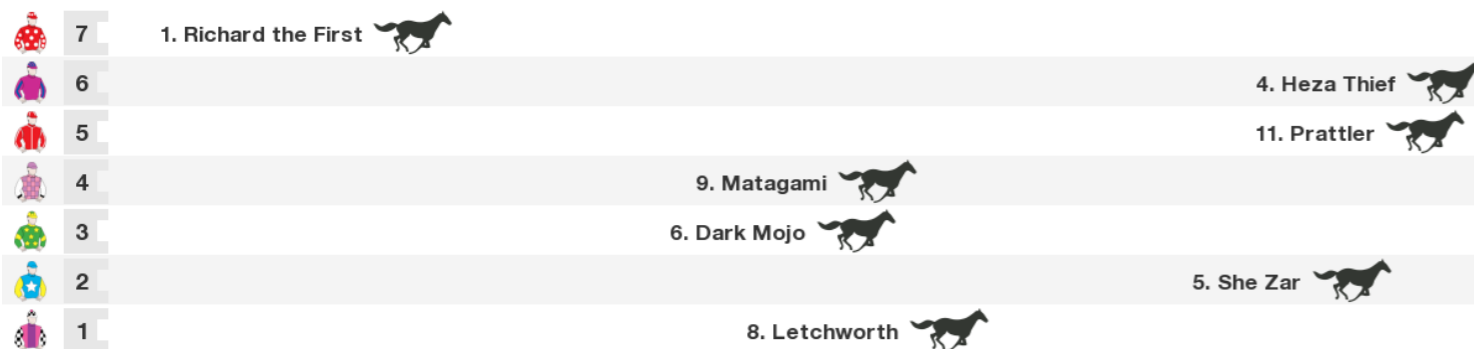 7 1. Richard the First
6 4. Heza Thief
5 11. Prattler
4 9. Matagami
3 6. Dark Mojo
2 5. She Zar
1 8. Letchworth